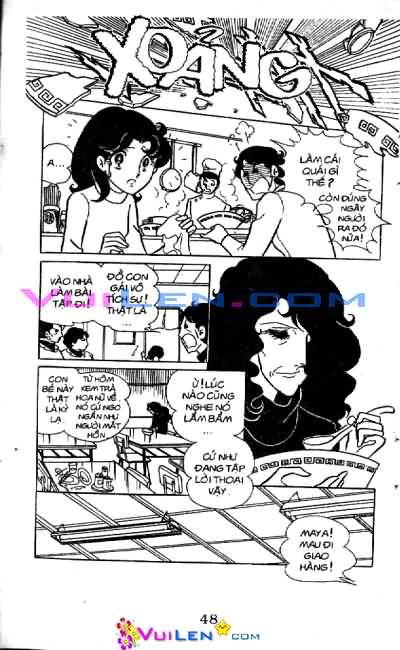 XOẢNG
A...
LÀM CÁI
QUÁI GÌ
THẾ?
CÒN ĐỨNG
NGÂY
NGƯỜI
RA ĐÓ
NỮA!
VÀO NHÀ
LÀM BÀI
TẬP ĐI!
ĐỒ CON
GÁI VÔ
TÍCH SỰ!
THẬT LÀ
...
VUILEN.COM
CON
BÉ NÀY
THẬT
LÀ KỲ
LẠ.
TỪ HÔM
XEM TRÀ
HOA NỮ VỀ,
NÓ CỨ NGƠ
NGẨN NHƯ
NGƯỜI MẤT
HỒN.
Ừ! LÚC
NÀO CŨNG
NGHE NÓ
LẨM BẨM
...
CỨ NHƯ
ĐANG TẬP
LỜI THOẠI
VẬY.
MAYA!
MAU ĐI
GIAO
HÀNG!
48
VUILEN.COM